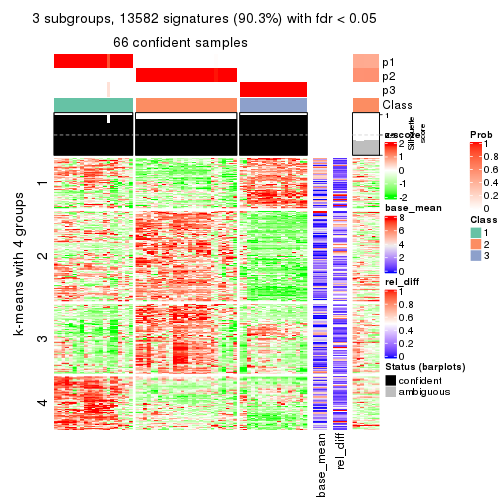 3 subgroups, 13582 signatures (90.3%) with fdr < 0.05
66 confident samples
p1
p2
p3
Class
1
Silhouette
score
k-means with 4 groups
1
2
3
4
base_mean
rel_diff
z-score
2
1
0
-1
-2
base_mean
8
6
4
2
0
rel_diff
1
0.8
0.6
0.4
0.2
0
Status (barplots)
confident
ambiguous
Prob
1
0.8
0.6
0.4
0.2
0
Class
1
2
3